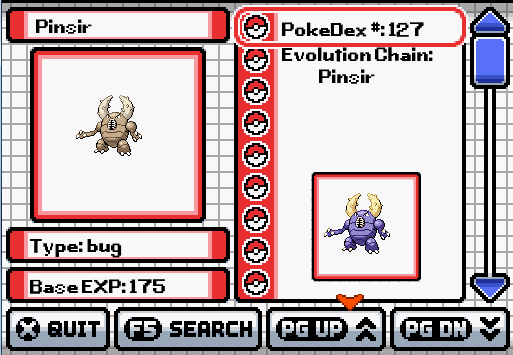 Pinsir
PokeDex #:127
Evolution Chain:
Pinsir
Type: bug
Base EXP:175
X QUIT
F5 SEARCH
PG UP
PG DN